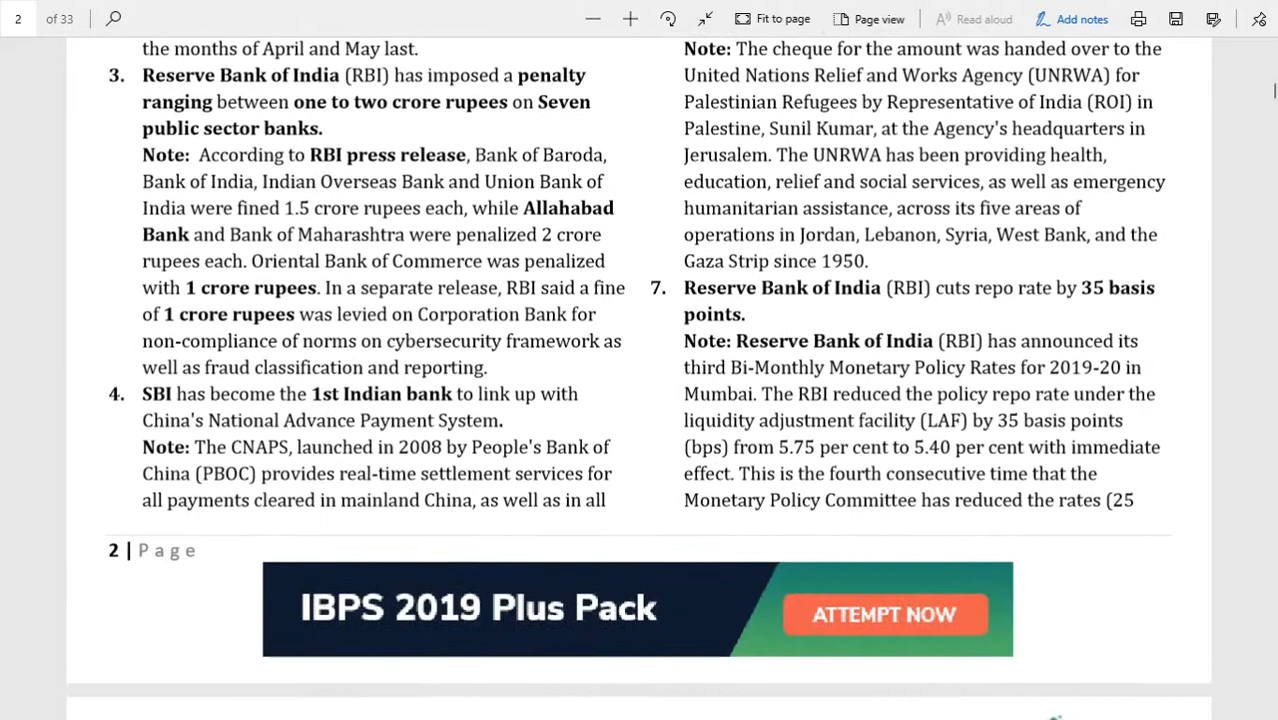 2 of 33
Fit to page
Page view
Read aloud
Add notes
the months of April and May last.
3. Reserve Bank of India (RBI) has imposed a penalty
ranging between one to two crore rupees on Seven
public sector banks.
Note: According to RBI press release, Bank of Baroda,
Bank of India, Indian Overseas Bank and Union Bank of
India were fined 1.5 crore rupees each, while Allahabad
Bank and Bank of Maharashtra were penalized 2 crore
rupees each. Oriental Bank of Commerce was penalized
with 1 crore rupees. In a separate release, RBI said a fine
of 1 crore rupees was levied on Corporation Bank for
non-compliance of norms on cybersecurity framework as
well as fraud classification and reporting.
4. SBI has become the 1st Indian bank to link up with
China's National Advance Payment System.
Note: The CNAPS, launched in 2008 by People's Bank of
China (PBOC) provides real-time settlement services for
all payments cleared in mainland China, as well as in all
Note: The cheque for the amount was handed over to the
United Nations Relief and Works Agency (UNRWA) for
Palestinian Refugees by Representative of India (ROI) in
Palestine, Sunil Kumar, at the Agency's headquarters in
Jerusalem. The UNRWA has been providing health,
education, relief and social services, as well as emergency
humanitarian assistance, across its five areas of
operations in Jordan, Lebanon, Syria, West Bank, and the
Gaza Strip since 1950.
7. Reserve Bank of India (RBI) cuts repo rate by 35 basis
points.
Note: Reserve Bank of India (RBI) has announced its
third Bi-Monthly Monetary Policy Rates for 2019-20 in
Mumbai. The RBI reduced the policy repo rate under the
liquidity adjustment facility (LAF) by 35 basis points
(bps) from 5.75 per cent to 5.40 per cent with immediate
effect. This is the fourth consecutive time that the
Monetary Policy Committee has reduced the rates (25
2 | Page
IBPS 2019 Plus Pack
ATTEMPT NOW